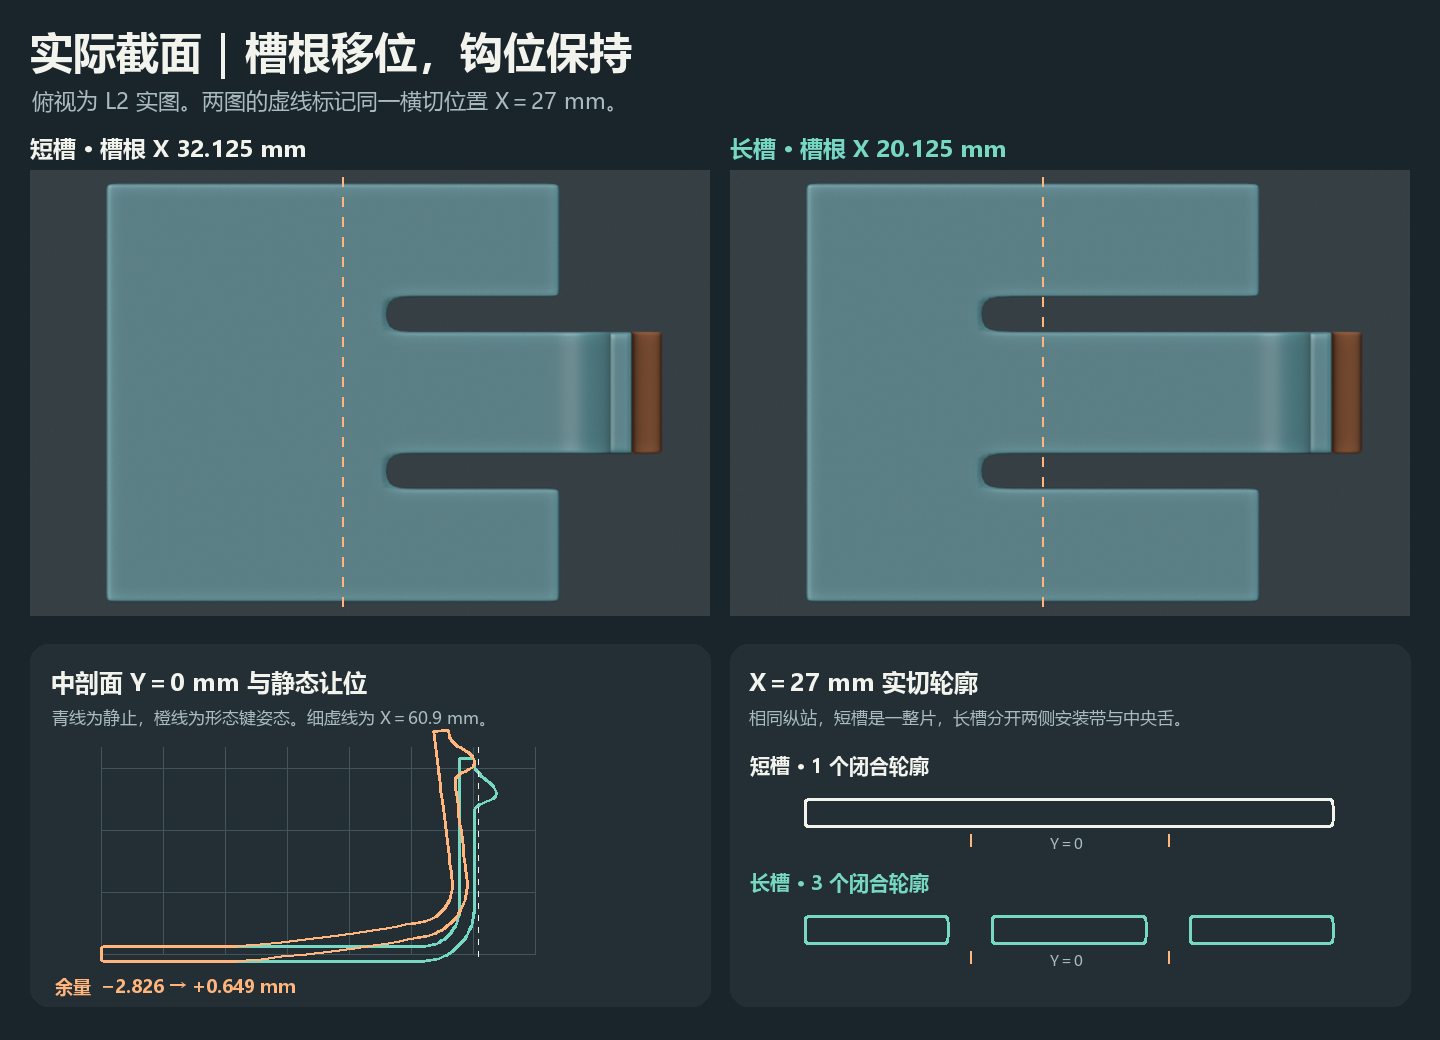 实际截面｜槽根移位，钩位保持
俯视为 L2 实图。两图的虚线标记同一横切位置 X = 27 mm。
短槽 • 槽根 X 32.125 mm
长槽 • 槽根 X 20.125 mm
中剖面 Y = 0 mm 与静态让位
青线为静止，橙线为形态键姿态。细虚线为 X = 60.9 mm。
余量 −2.826 → +0.649 mm
X = 27 mm 实切轮廓
相同纵站，短槽是一整片，长槽分开两侧安装带与中央舌。
短槽 • 1 个闭合轮廓
Y = 0
长槽 • 3 个闭合轮廓
Y = 0